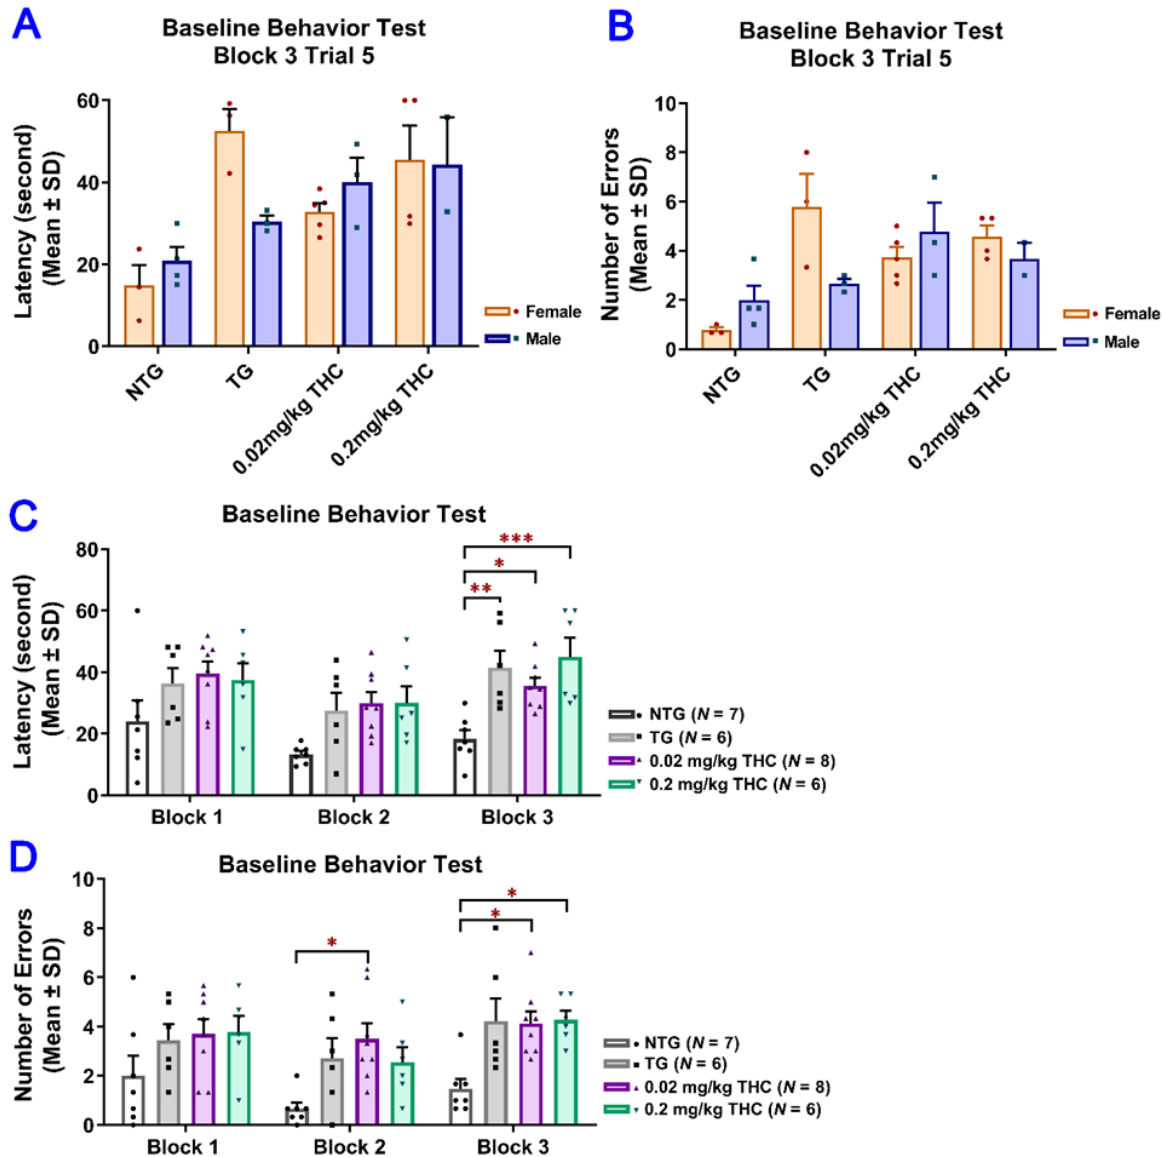 A
Baseline Behavior Test
Block 3 Trial 5
Latency (second)
(Mean ± SD)
60
40
20
0
NTG
TG
0.02mg/kg THC
0.2mg/kg THC
Female
Male
B
Baseline Behavior Test
Block 3 Trial 5
Number of Errors
(Mean ± SD)
10
8
6
4
2
0
NTG
TG
0.02mg/kg THC
0.2mg/kg THC
Female
Male
C
Baseline Behavior Test
Latency (second)
(Mean ± SD)
80
60
40
20
0
***
*
**
Block 1
Block 2
Block 3
NTG (N = 7)
TG (N = 6)
0.02 mg/kg THC (N = 8)
0.2 mg/kg THC (N = 6)
D
Baseline Behavior Test
Number of Errors
(Mean ± SD)
10
8
6
4
2
0
*
*
*
Block 1
Block 2
Block 3
NTG (N = 7)
TG (N = 6)
0.02 mg/kg THC (N = 8)
0.2 mg/kg THC (N = 6)